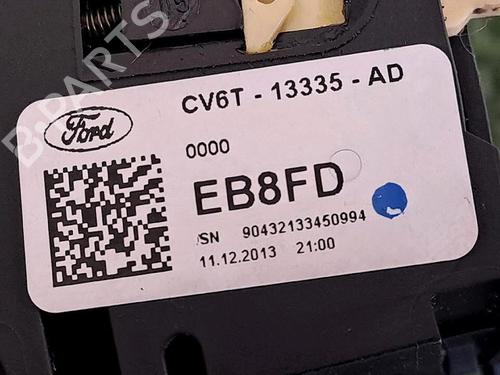 CV6T - 13335 - AD
Ford
0000
EB8FD
/SN 90432133450994
11.12.2013 21:00
B-PARTS